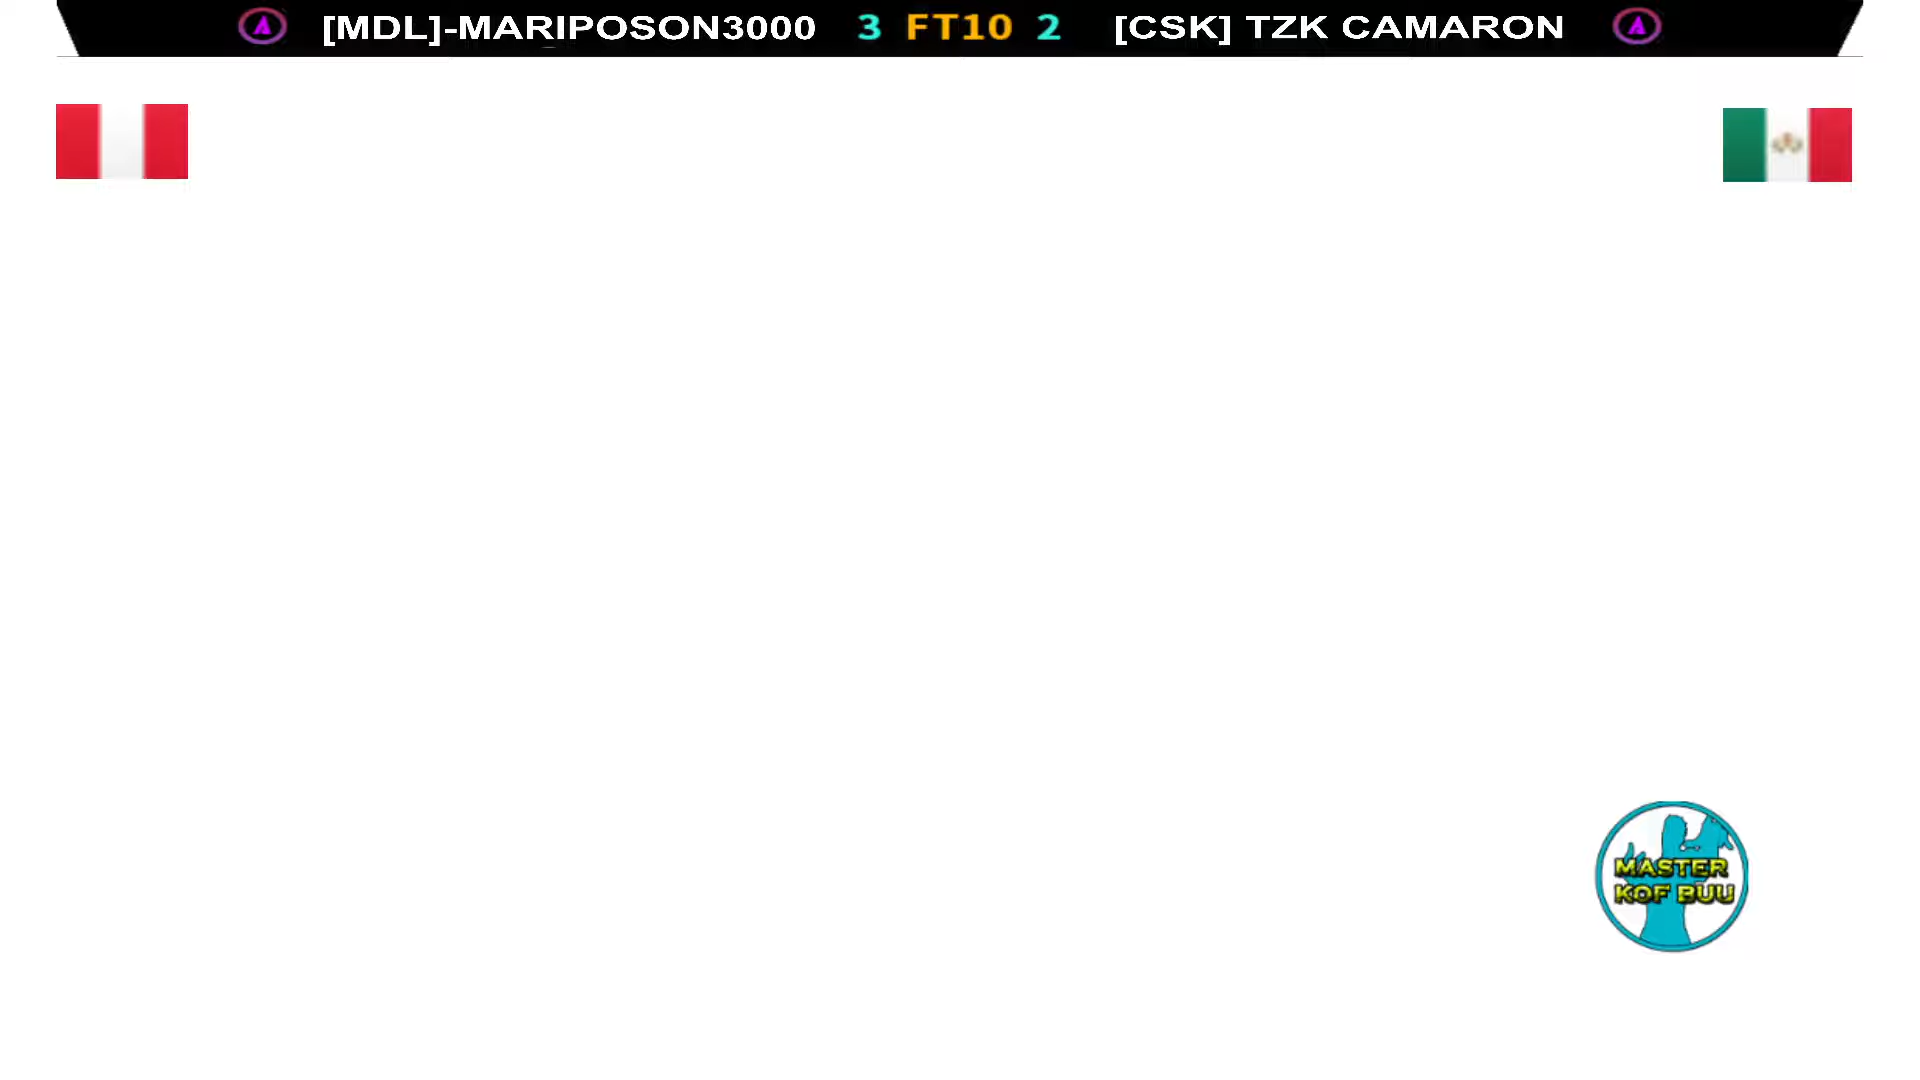 [MDL]-MARIPOSON3000 3 FT10 2 [CSK] TZK CAMARON
MASTER
KOF BUU